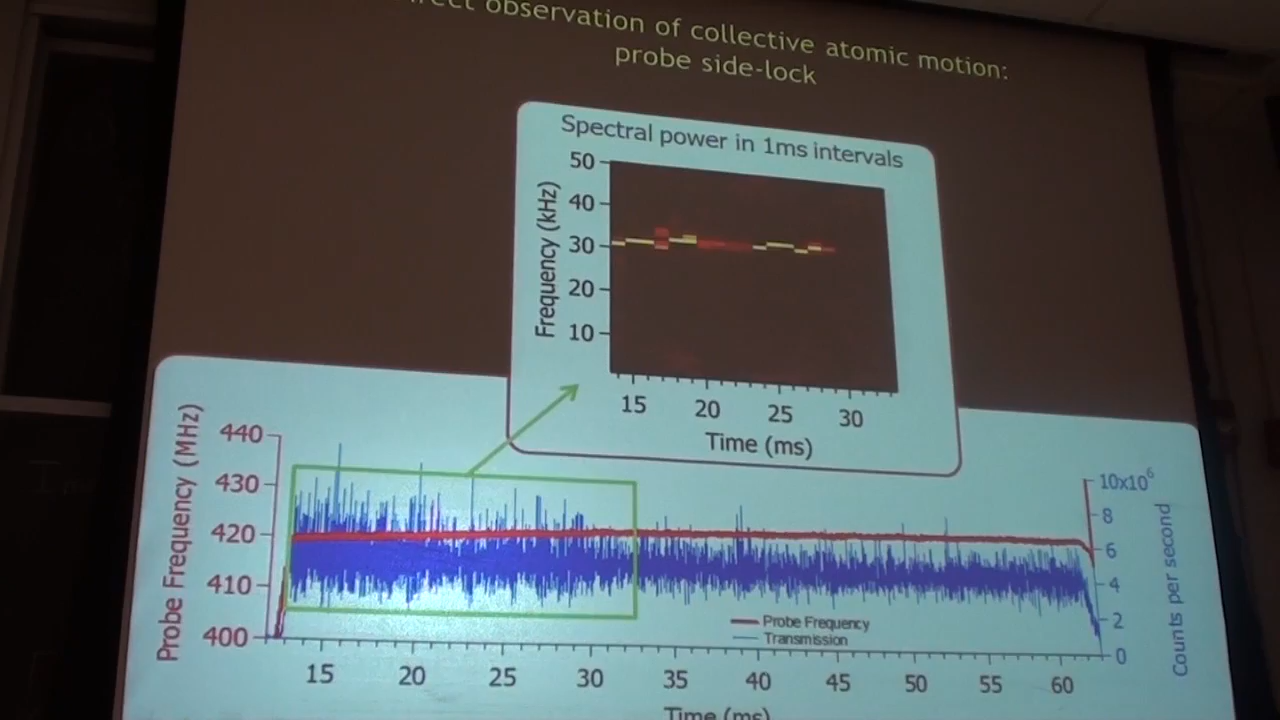 observation of collective atomic motion:
probe side-lock
Spectral power in 1ms intervals
Frequency (kHz)
50
40
30
20
10
15 20 25 30
Time (ms)
Probe Frequency (MHz)
440
430
420
410
400
10x10⁶
8
6
4
2
0
Counts per second
Probe Frequency
Transmission
15 20 25 30 35 40 45 50 55 60
Time (ms)